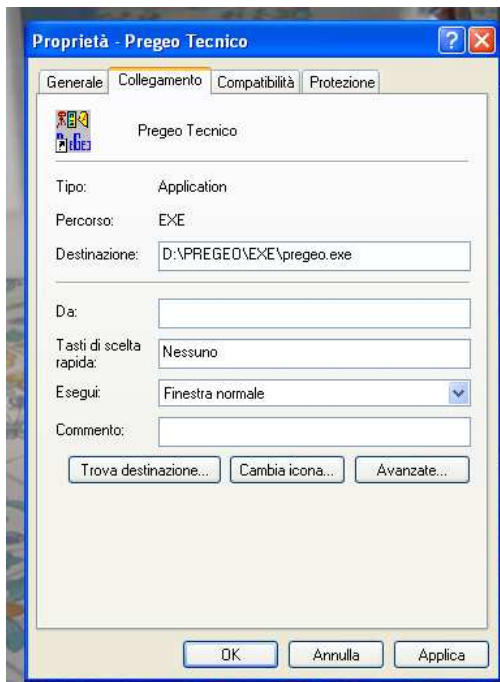 Proprietà - Pregeo Tecnico
Generale Collegamento Compatibilità Protezione
Pregeo Tecnico
Tipo: Application
Percorso: EXE
Destinazione: D:\PREGEO\EXE\pregeo.exe
Da:
Tasti di scelta rapida: Nessuno
Esegui: Finestra normale
Commento:
Trova destinazione... Cambia icona... Avanzate...
OK Annulla Applica